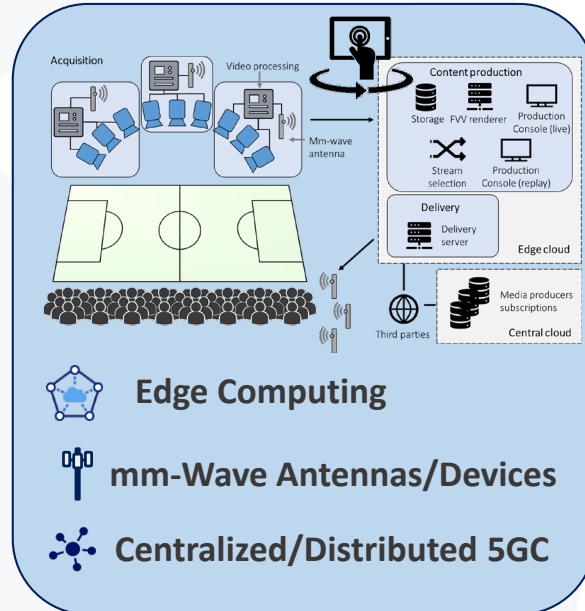 Acquisition
Video processing
Mm-wave
antenna
Content production
Storage
FVV renderer
Production
Console (live)
Stream
selection
Production
Console (replay)
Delivery
Delivery
server
Edge cloud
Third parties
Media producers
subscriptions
Central cloud
Edge Computing
mm-Wave Antennas/Devices
Centralized/Distributed 5GC